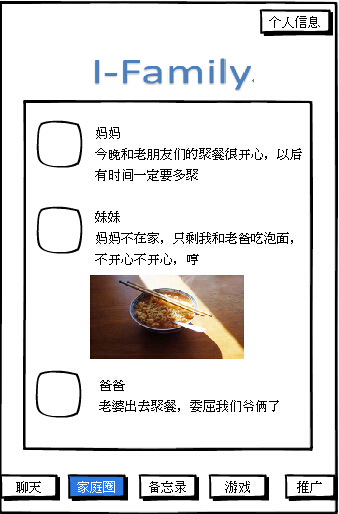 个人信息
I-Family
妈妈
今晚和老朋友们的聚餐很开心，以后
有时间一定要多聚
妹妹
妈妈不在家，只剩我和老爸吃泡面，
不开心不开心，哼
爸爸
老婆出去聚餐，委屈我们爷俩了
聊天 家庭圈 备忘录 游戏 推广